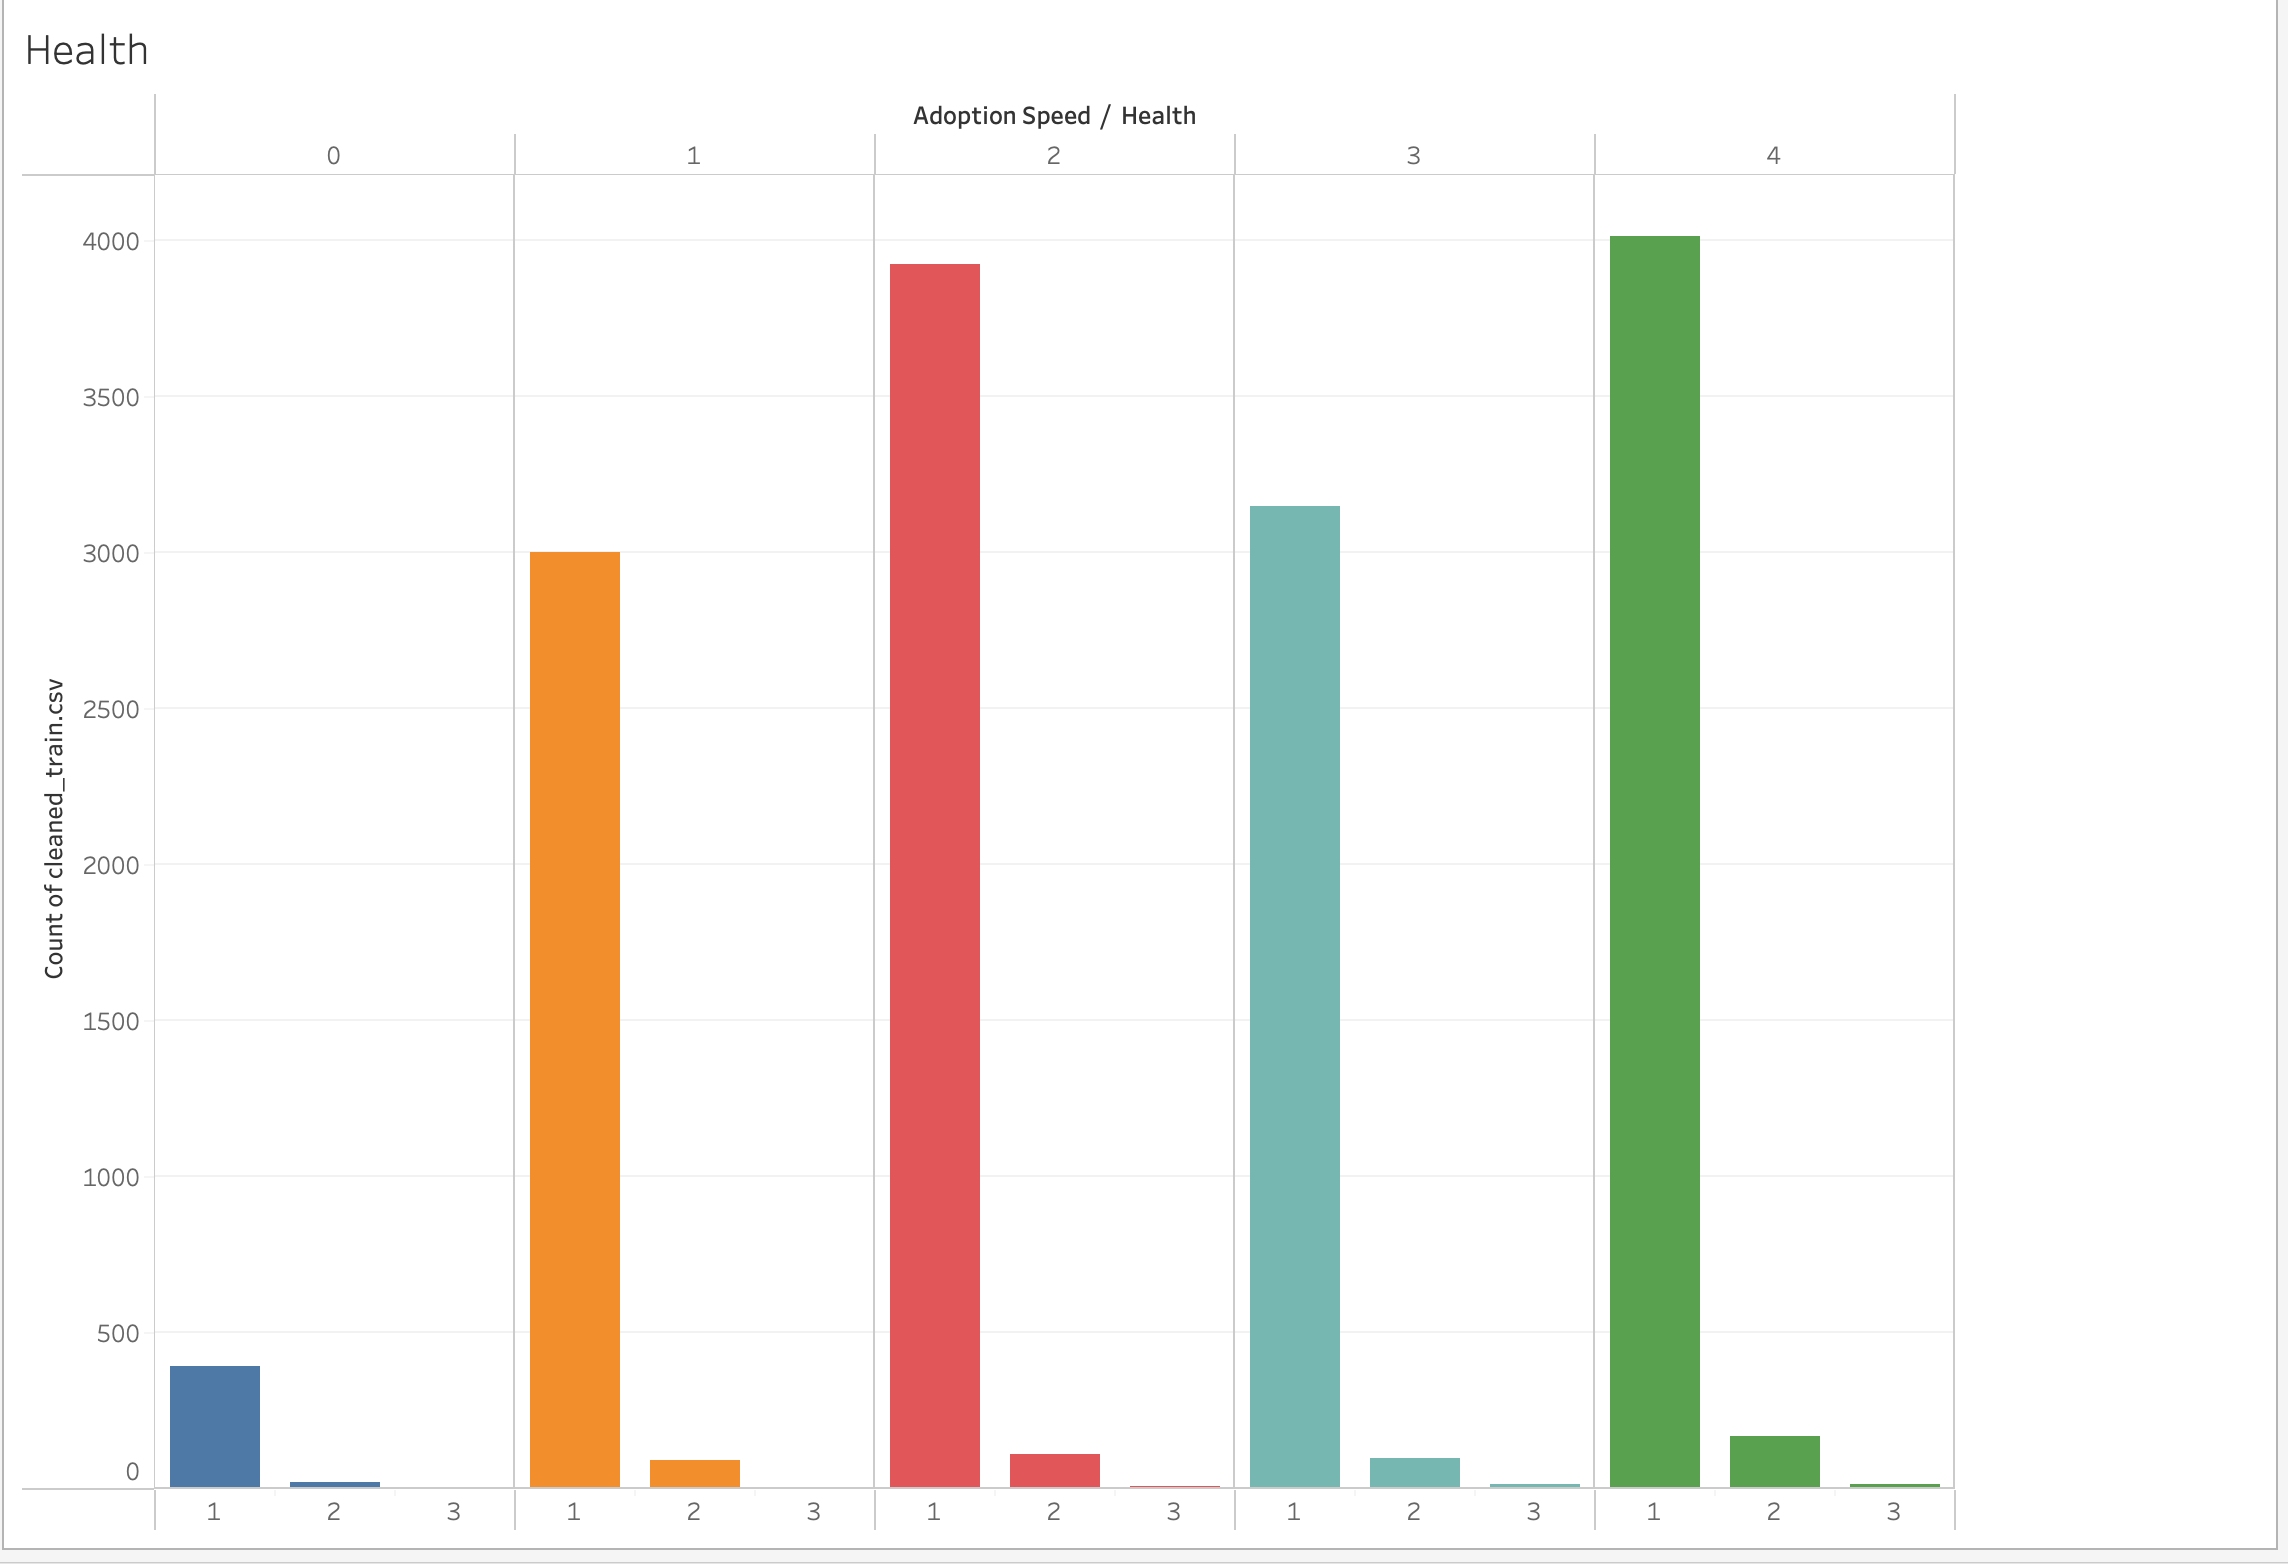 Health
Adoption Speed / Health
0 1 2 3 4
4000
3500
3000
2500
2000
1500
1000
500
0
Count of cleaned_train.csv
1 2 3 1 2 3 1 2 3 1 2 3 1 2 3